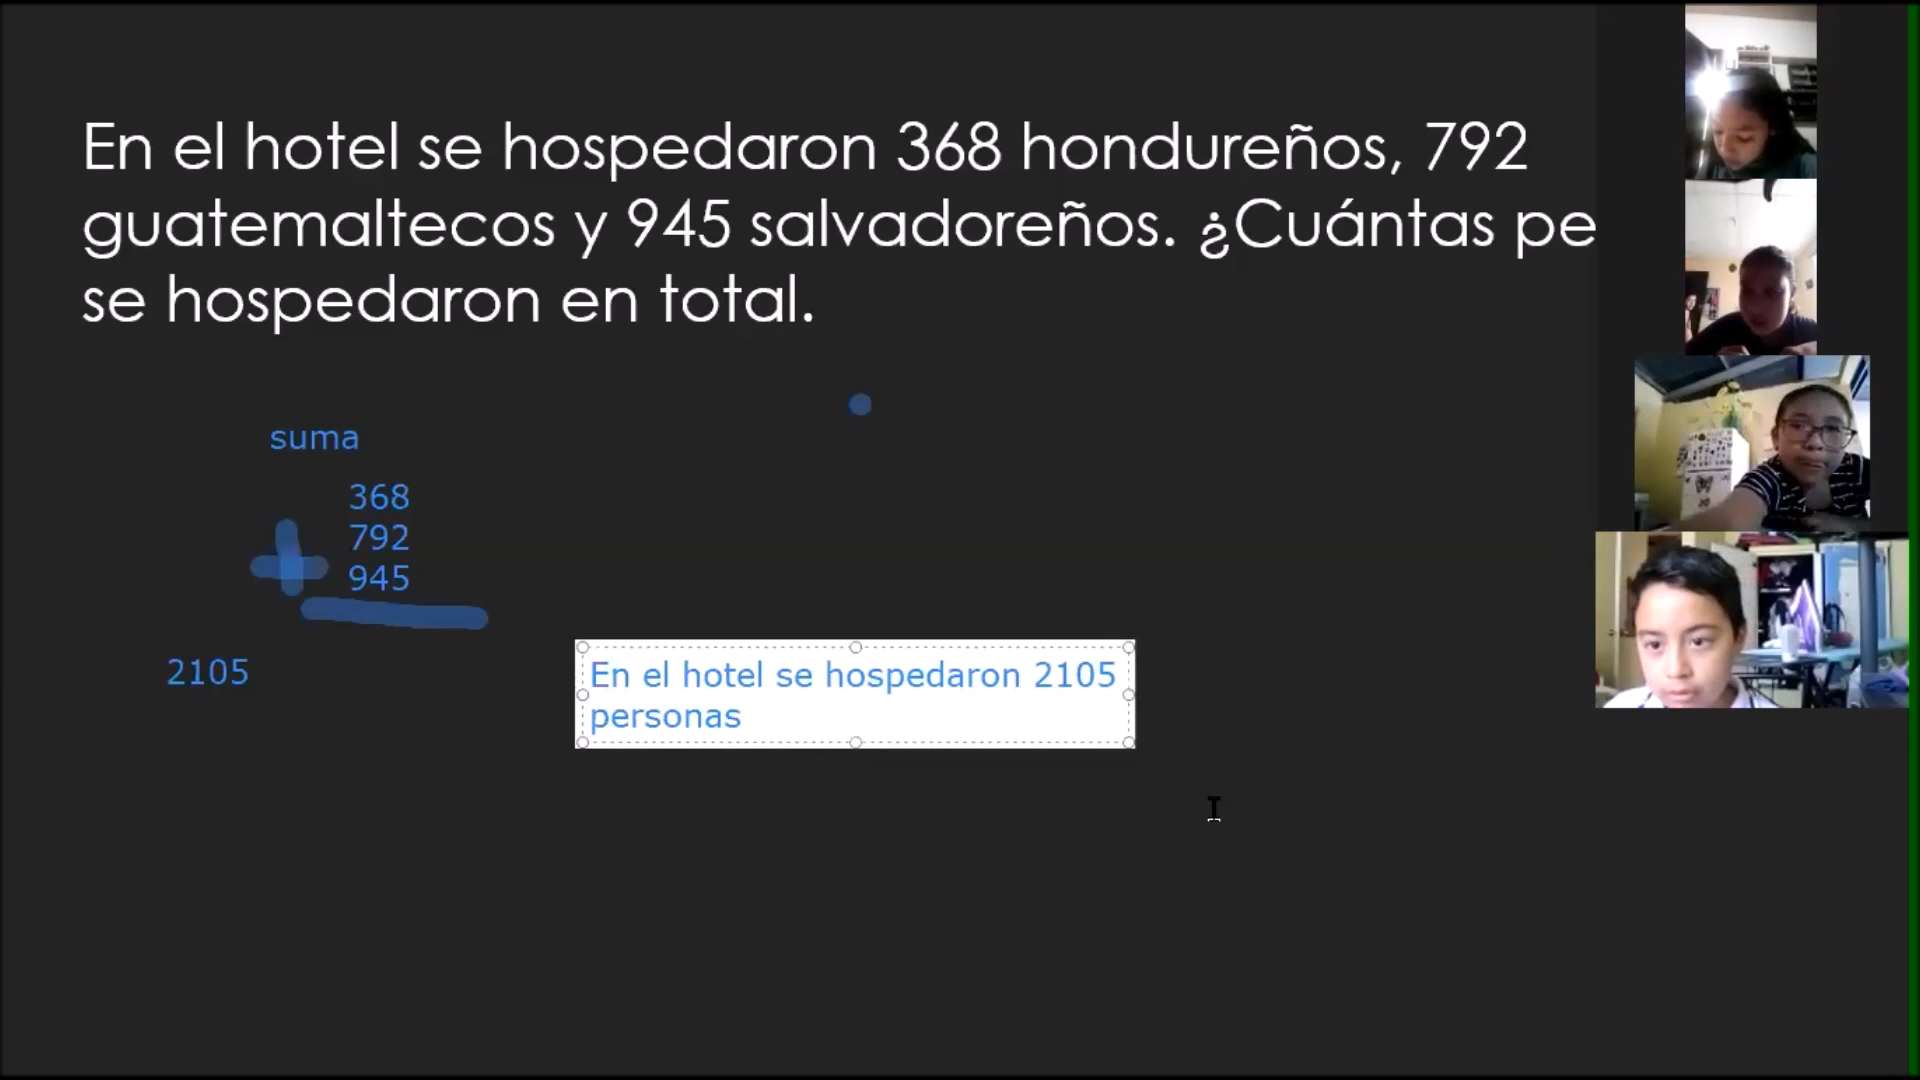 En el hotel se hospedaron 368 hondureños, 792
guatemaltecos y 945 salvadoreños. ¿Cuántas pe
se hospedaron en total.
suma
368
792
945
2105
En el hotel se hospedaron 2105
personas